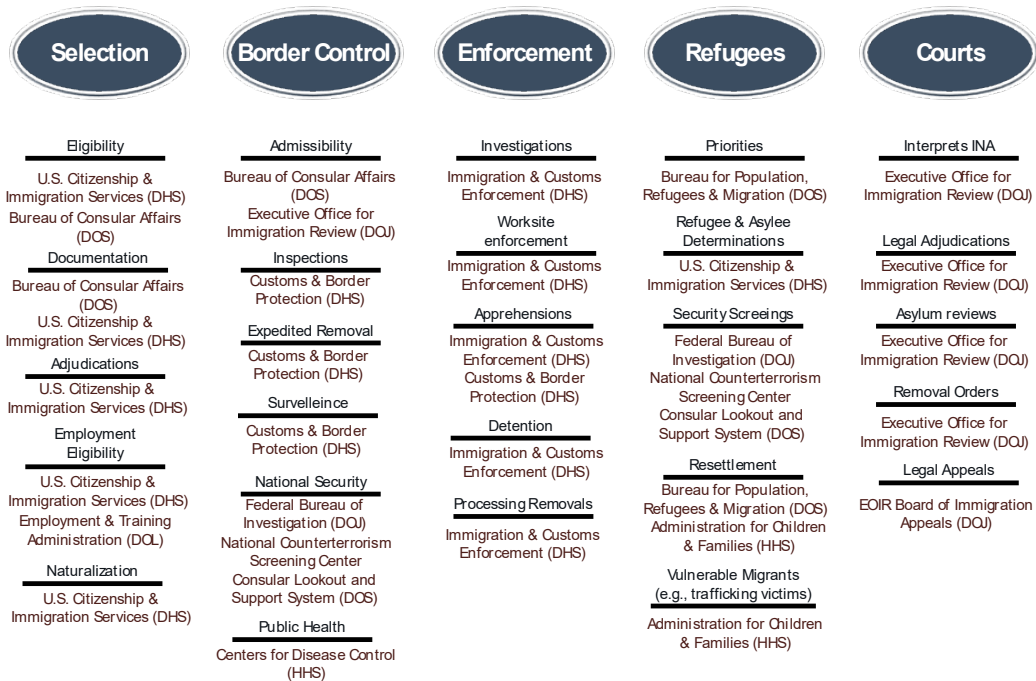 Selection
Eligibility
U.S. Citizenship &
Immigration Services (DHS)
Bureau of Consular Affairs
(DOS)
Documentation
Bureau of Consular Affairs
(DOS)
U.S. Citizenship &
Immigration Services (DHS)
Adjudications
U.S. Citizenship &
Immigration Services (DHS)
Employment
Eligibility
U.S. Citizenship &
Immigration Services (DHS)
Employment & Training
Administration (DOL)
Naturalization
U.S. Citizenship &
Immigration Services (DHS)
Border Control
Admissibility
Bureau of Consular Affairs
(DOS)
Executive Office for
Immigration Review (DOJ)
Inspections
Customs & Border
Protection (DHS)
Expedited Removal
Customs & Border
Protection (DHS)
Survelleince
Customs & Border
Protection (DHS)
National Security
Federal Bureau of
Investigation (DOJ)
National Counterterrorism
Screening Center
Consular Lookout and
Support System (DOS)
Public Health
Centers for Disease Control
(HHS)
Enforcement
Investigations
Immigration & Customs
Enforcement (DHS)
Worksite
enforcement
Immigration & Customs
Enforcement (DHS)
Apprehensions
Immigration & Customs
Enforcement (DHS)
Customs & Border
Protection (DHS)
Detention
Immigration & Customs
Enforcement (DHS)
Processing Removals
Immigration & Customs
Enforcement (DHS)
Refugees
Priorities
Bureau for Population,
Refugees & Migration (DOS)
Refugee & Asylee
Determinations
U.S. Citizenship &
Immigration Services (DHS)
Security Screeings
Federal Bureau of
Investigation (DOJ)
National Counterterrorism
Screening Center
Consular Lookout and
Support System (DOS)
Resettlement
Bureau for Population,
Refugees & Migration (DOS)
Administration for Children
& Families (HHS)
Vulnerable Migrants
(e.g., trafficking victims)
Administration for Children
& Families (HHS)
Courts
Interprets INA
Executive Office for
Immigration Review (DOJ)
Legal Adjudications
Executive Office for
Immigration Review (DOJ)
Asylum reviews
Executive Office for
Immigration Review (DOJ)
Removal Orders
Executive Office for
Immigration Review (DOJ)
Legal Appeals
EOIR Board of Immigration
Appeals (DOJ)